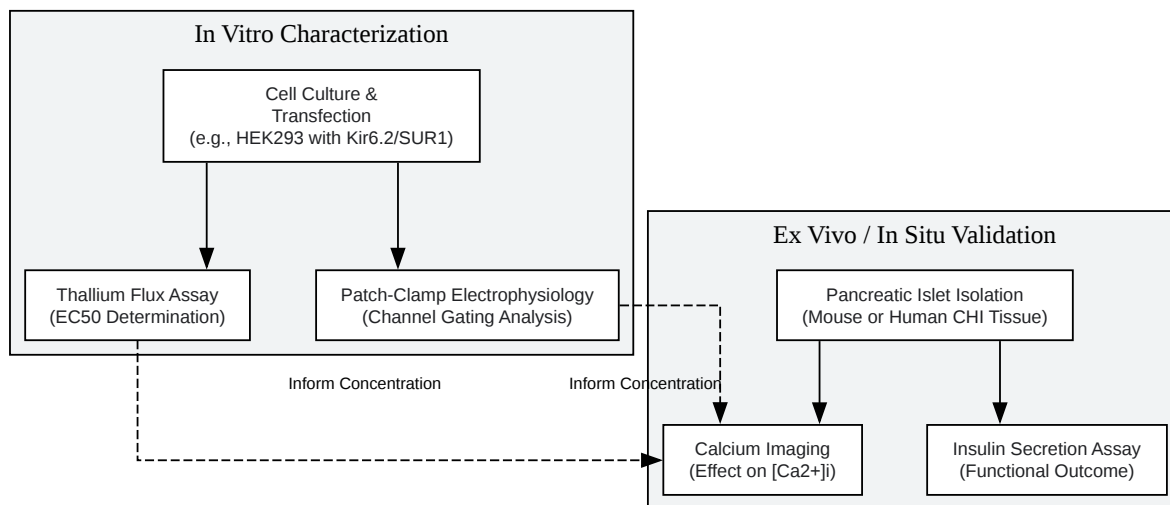 In Vitro Characterization
Cell Culture &
Transfection
(e.g., HEK293 with Kir6.2/SUR1)
Thallium Flux Assay
(EC50 Determination)
Patch-Clamp Electrophysiology
(Channel Gating Analysis)
Ex Vivo / In Situ Validation
Pancreatic Islet Isolation
(Mouse or Human CHI Tissue)
Inform Concentration
Inform Concentration
Calcium Imaging
(Effect on [Ca2+]i)
Insulin Secretion Assay
(Functional Outcome)